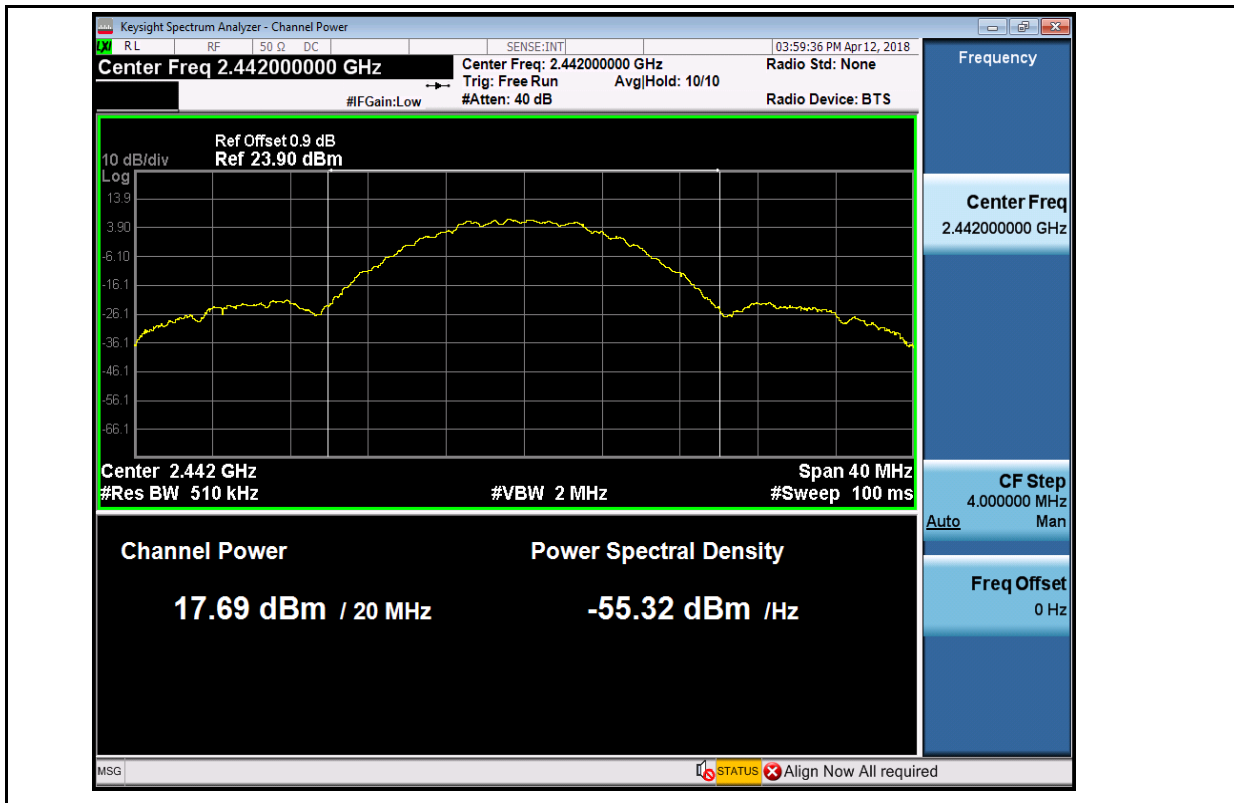 Keysight Spectrum Analyzer - Channel Power
LXI RL RF 50 Ω DC SENSE:INT 03:59:36 PM Apr 12, 2018
Center Freq 2.442000000 GHz
Center Freq: 2.442000000 GHz
Radio Std: None
Trig: Free Run Avg|Hold: 10/10
#IFGain:Low
#Atten: 40 dB
Radio Device: BTS
Frequency
Ref Offset 0.9 dB
10 dB/div Ref 23.90 dBm
Log
13.9
3.90
-6.10
-16.1
-26.1
-36.1
-46.1
-56.1
-66.1
Center 2.442 GHz Span 40 MHz
#Res BW 510 kHz #VBW 2 MHz #Sweep 100 ms
Channel Power Power Spectral Density
17.69 dBm / 20 MHz -55.32 dBm /Hz
Center Freq
2.442000000 GHz
CF Step
4.000000 MHz
Auto Man
Freq Offset
0 Hz
MSG STATUS Align Now All required